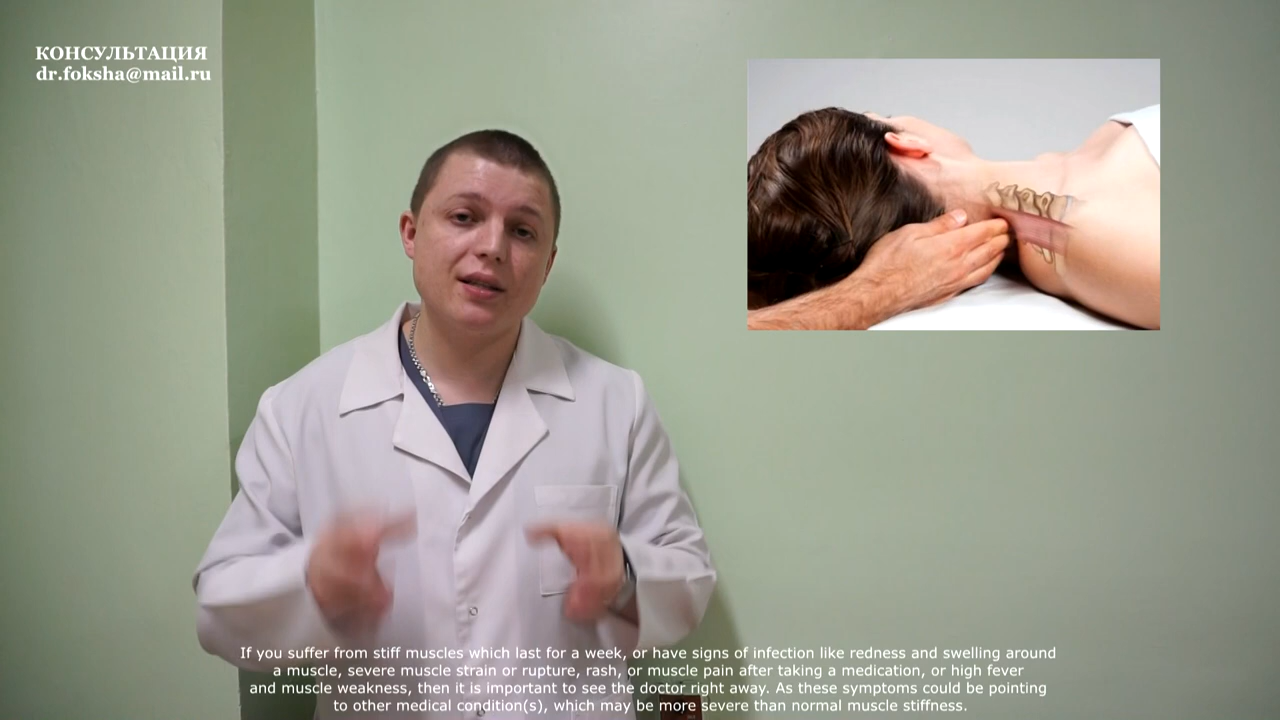 КОНСУЛЬТАЦИЯ
dr.foksha@mail.ru
If you suffer from stiff muscles which last for a week, or have signs of infection like redness and swelling around
a muscle, severe muscle strain or rupture, rash, or muscle pain after taking a medication, or high fever
and muscle weakness, then it is important to see the doctor right away. As these symptoms could be pointing
to other medical condition(s), which may be more severe than normal muscle stiffness.